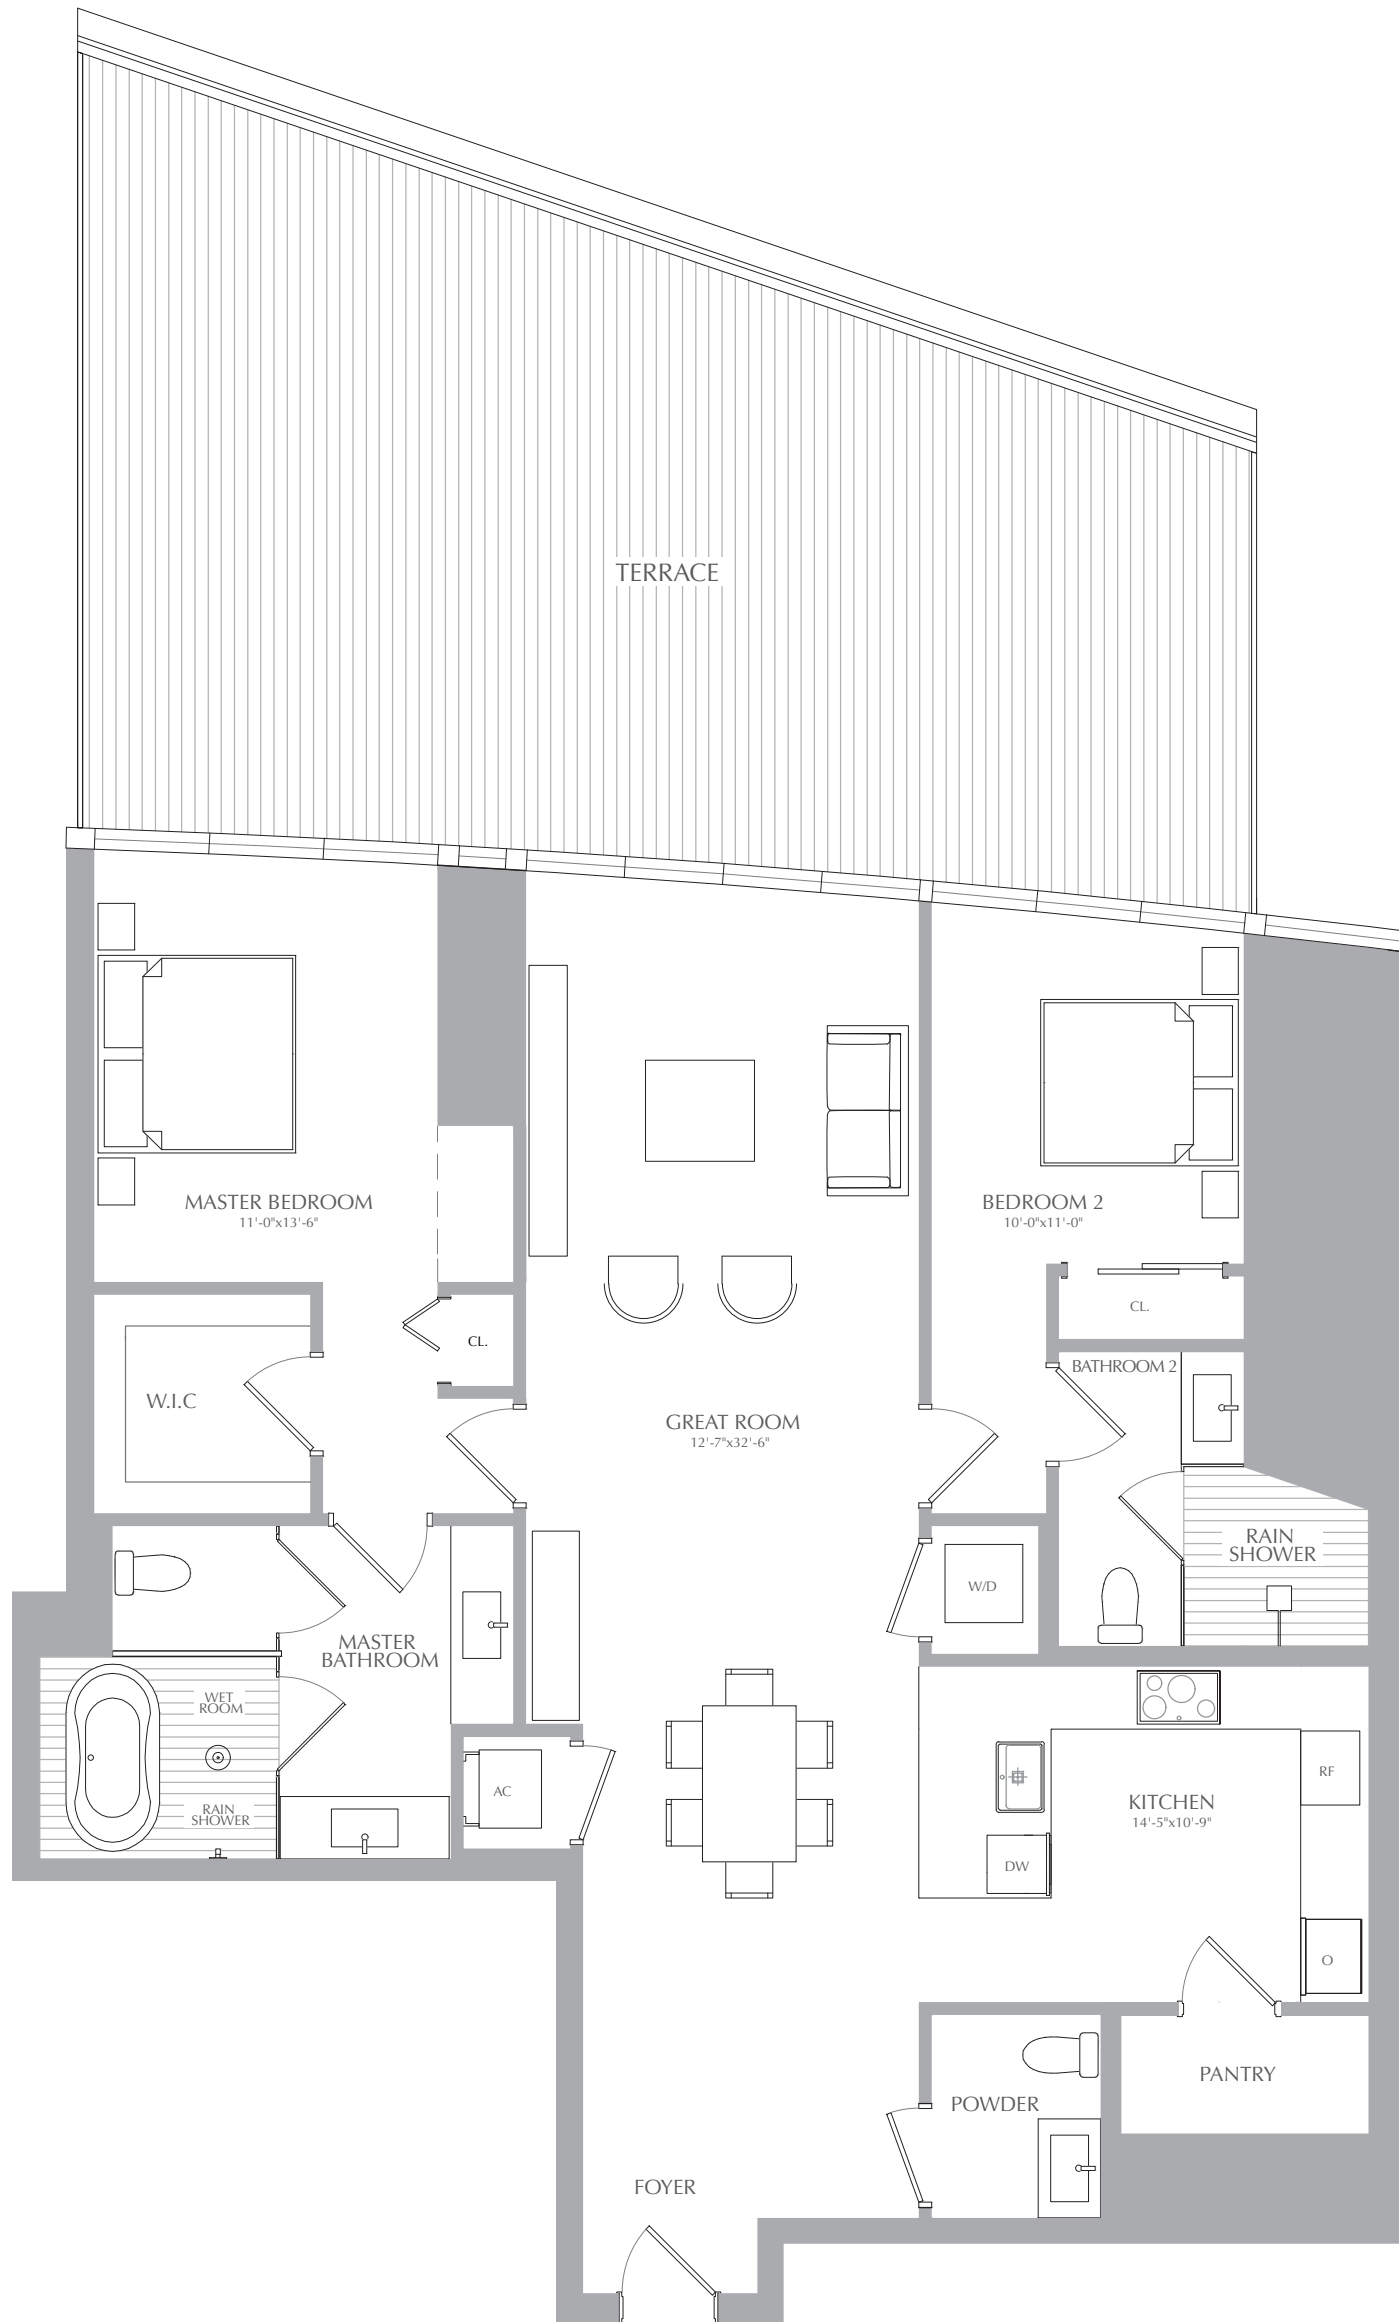 TERRACE
MASTER BEDROOM
11'-0"x13'-6"
BEDROOM 2
10'-0"x11'-0"
CL.
CL.
BATHROOM 2
W.I.C
GREAT ROOM
12'-7"x32'-6"
RAIN
SHOWER
W/D
MASTER
BATHROOM
WET
ROOM
RAIN
SHOWER
AC
RF
KITCHEN
14'-5"x10'-9"
DW
O
PANTRY
POWDER
FOYER